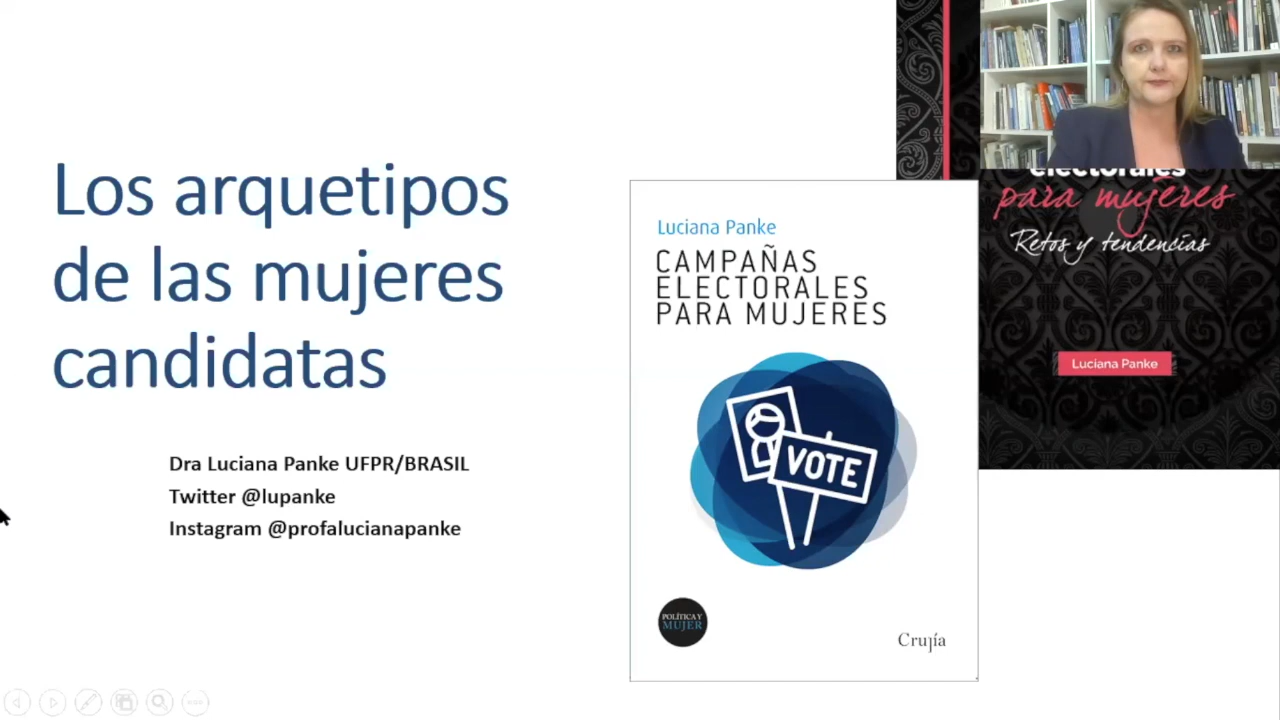 Los arquetipos
de las mujeres
candidatas
Dra Luciana Panke UFPR/BRASIL
Twitter @lupanke
Instagram @profalucianapanke
Luciana Panke
CAMPAÑAS
ELECTORALES
PARA MUJERES
VOTE
POLÍTICA Y
MUJER
Crujía
electorales
para mujeres
Retos y tendencias
Luciana Panke